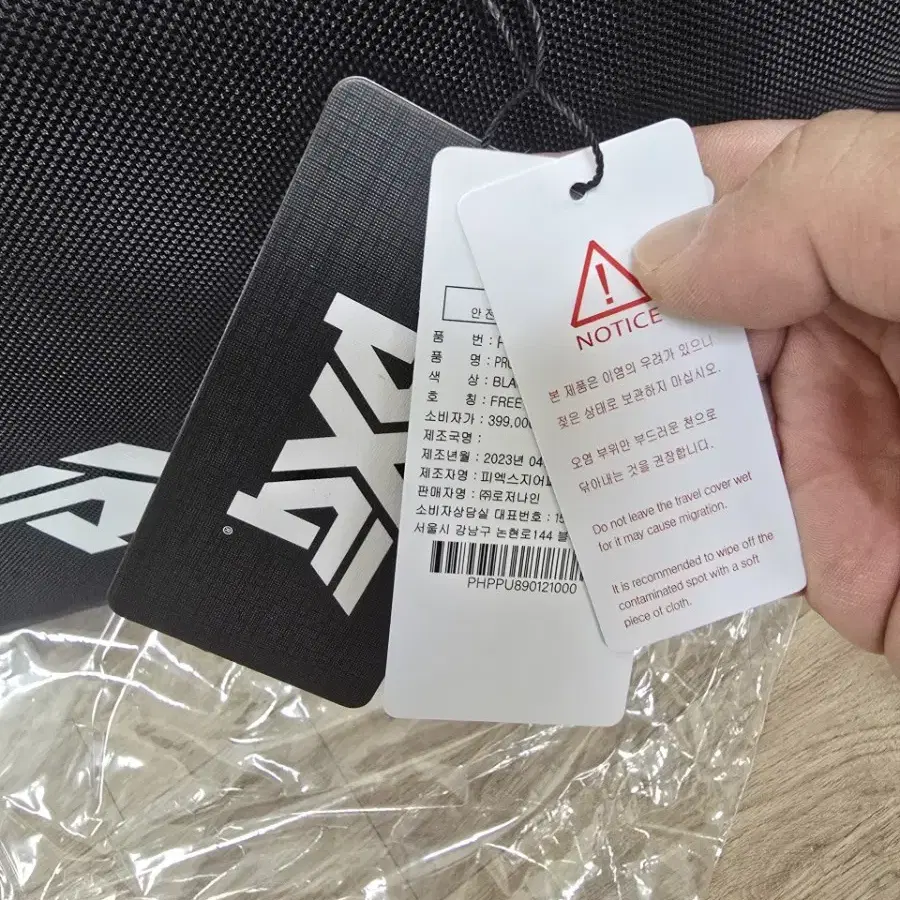 PXG
®
안전
품 번 : P
품 명 : PRO
색 상 : BLA
호 칭 : FREE
소비자가 : 399,000
제조국명 :
제조년월 : 2023년 04
제조자명 : 피엑스지어
판매자명 : ㈜로저나인
소비자상담실 대표번호 : 15
서울시 강남구 논현로144 블
PHPPU890121000
NOTICE
본 제품은 이염의 우려가 있으니
젖은 상태로 보관하지 마십시오.
오염 부위만 부드러운 천으로
닦아내는 것을 권장합니다.
Do not leave the travel cover wet
for it may cause migration.
It is recommended to wipe off the
contaminated spot with a soft
piece of cloth.